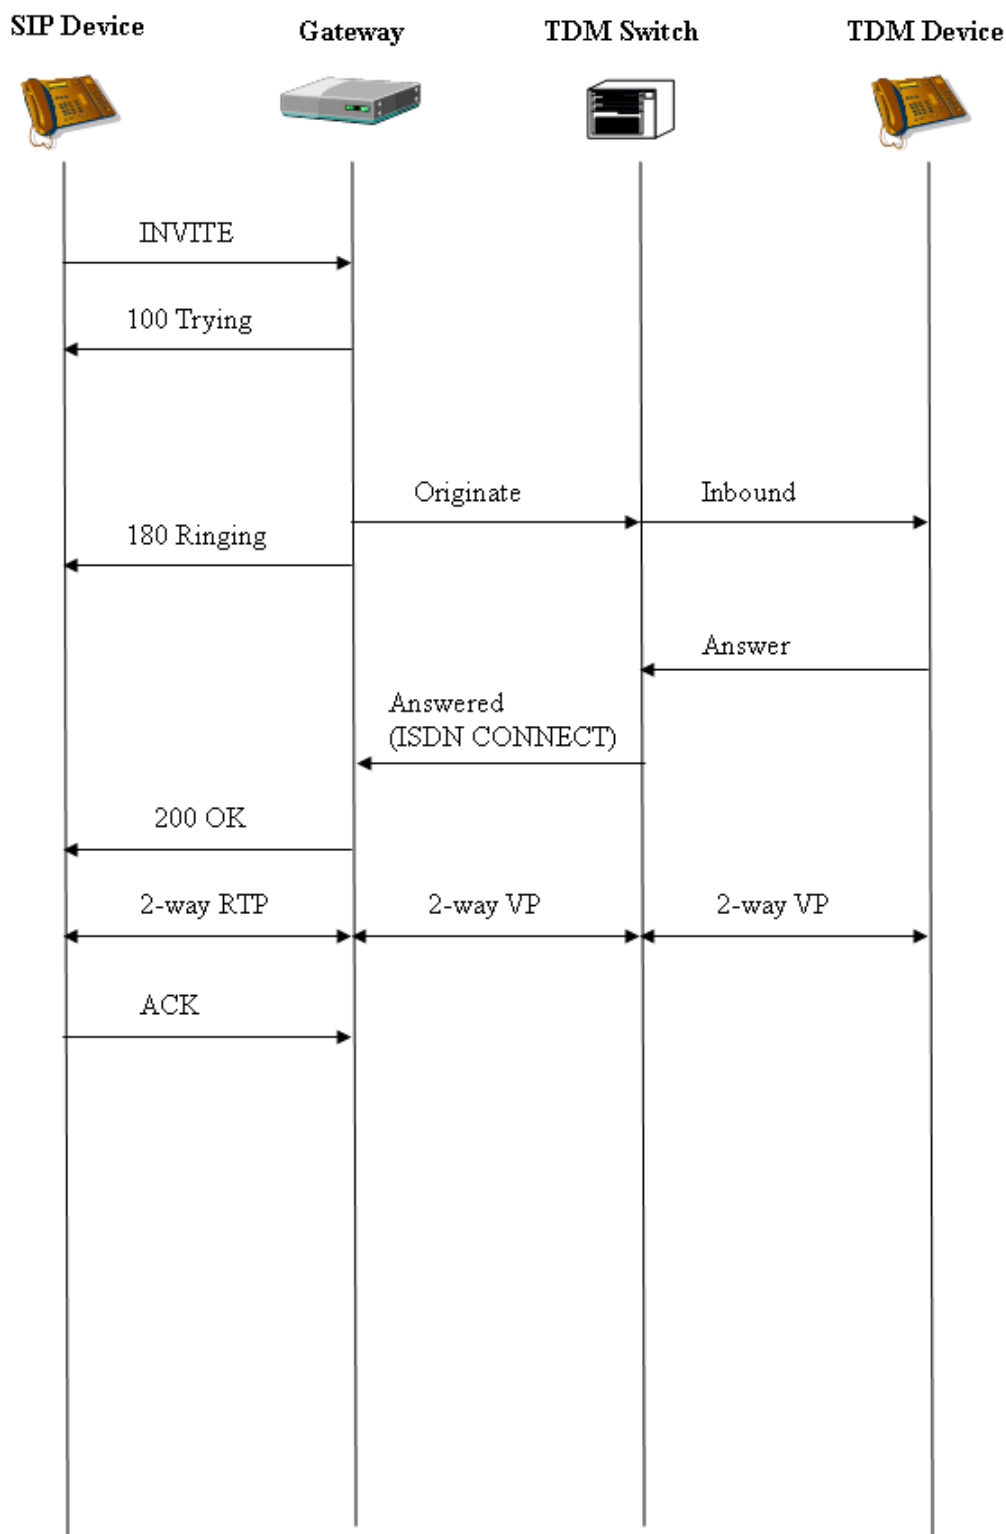 SIP Device
Gateway
TDM Switch
TDM Device
INVITE
100 Trying
Originate
Inbound
180 Ringing
Answer
Answered
(ISDN CONNECT)
200 OK
2-way RTP
2-way VP
2-way VP
ACK